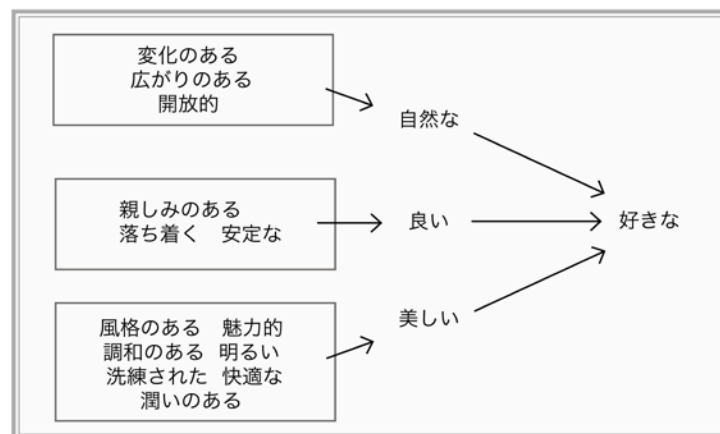 変化のある
広がりのある
開放的
自然な
親しみのある
落ち着く　安定な
良い
好きな
風格のある　魅力的
調和のある　明るい
洗練された　快適な
潤いのある
美しい